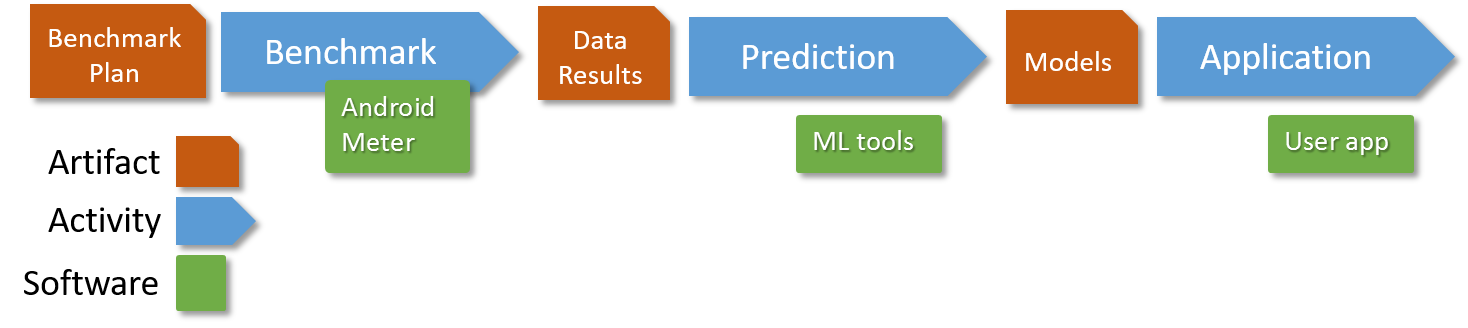 Benchmark
Plan
Benchmark
Android
Meter
Data
Results
Prediction
ML tools
Models
Application
User app
Artifact
Activity
Software